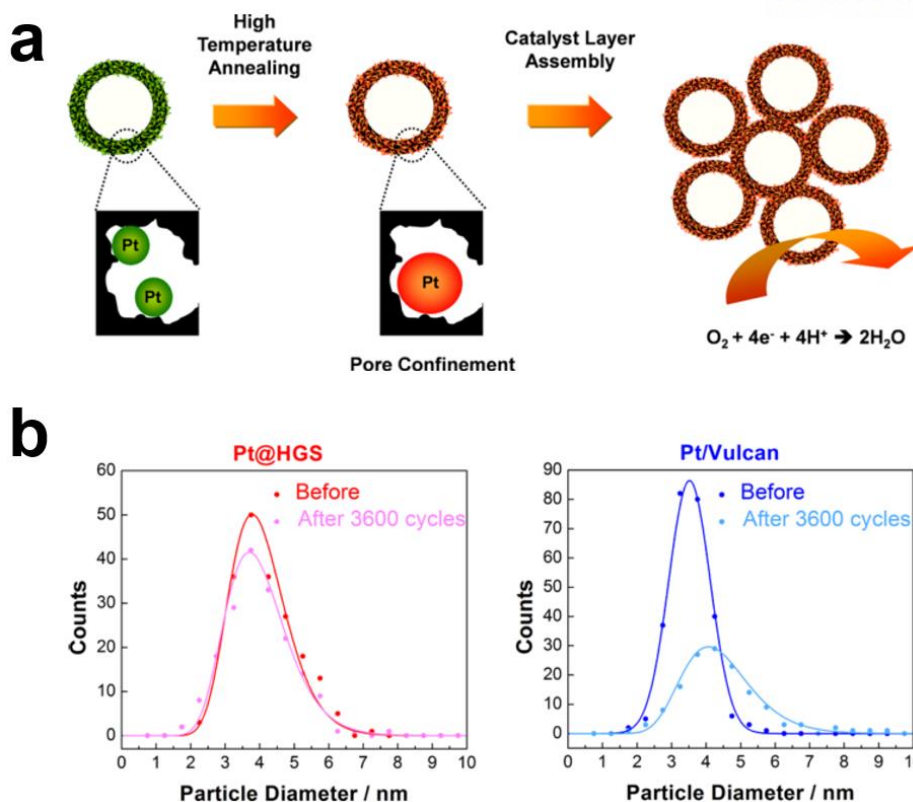 a
High
Temperature
Annealing
Catalyst Layer
Assembly
Pt
Pt
Pt
Pore Confinement
O₂ + 4e⁻ + 4H⁺ ➔ 2H₂O
b
Pt@HGS
Before
After 3600 cycles
60
50
40
30
20
10
0
Counts
0 1 2 3 4 5 6 7 8 9 10
Particle Diameter / nm
Pt/Vulcan
Before
After 3600 cycles
90
80
70
60
50
40
30
20
10
0
Counts
0 1 2 3 4 5 6 7 8 9
Particle Diameter / nm